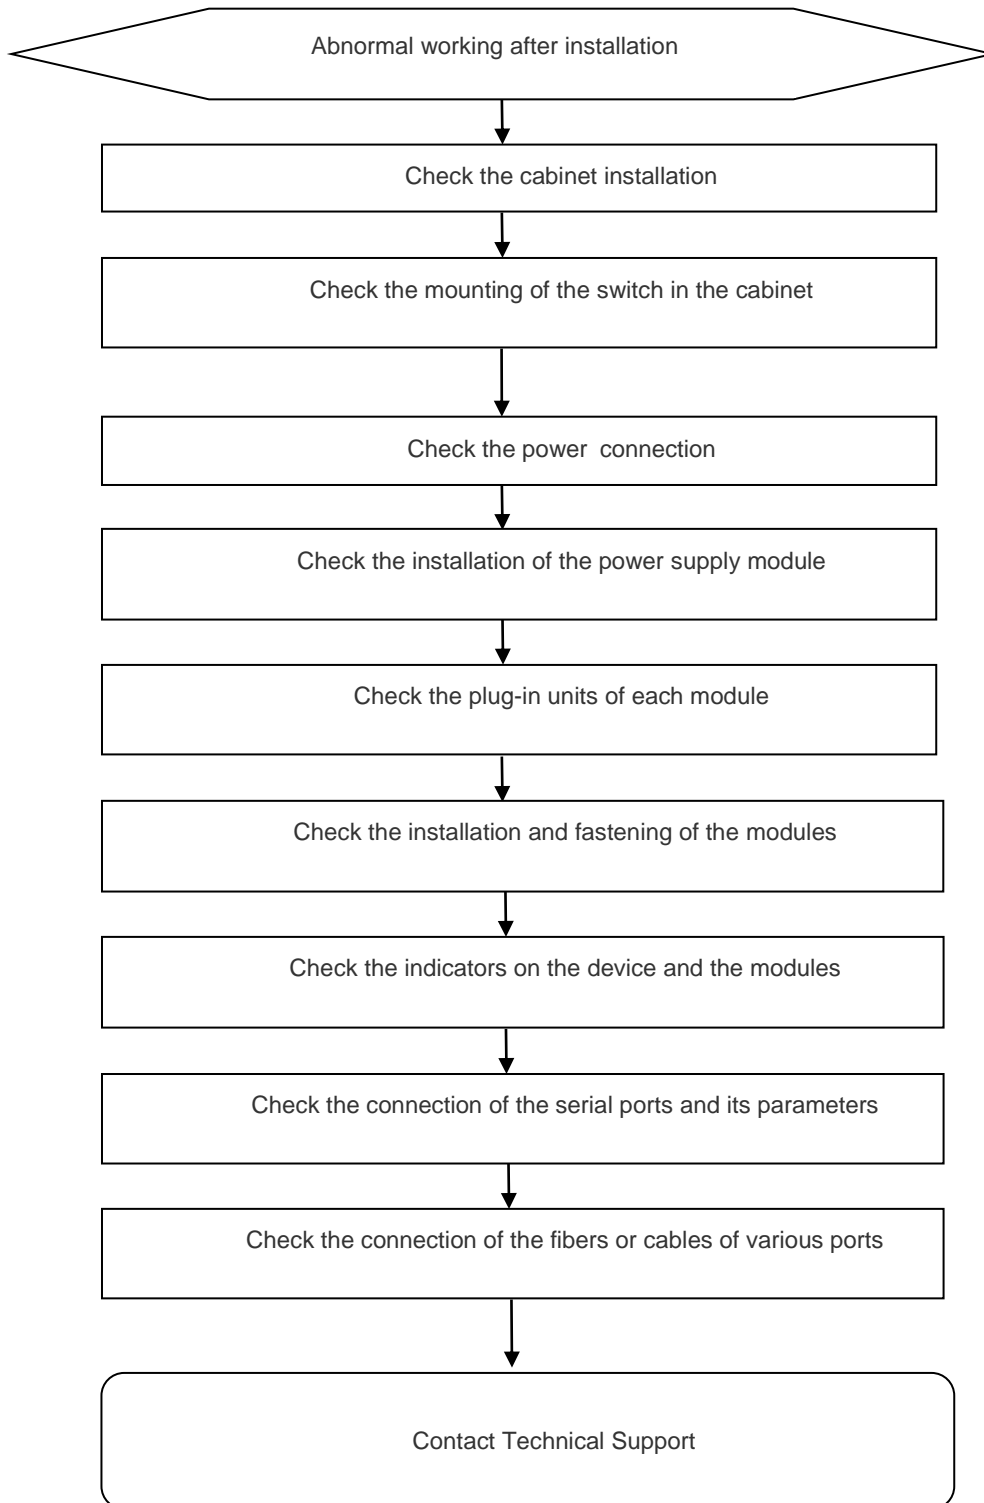 Abnormal working after installation
Check the cabinet installation
Check the mounting of the switch in the cabinet
Check the power  connection
Check the installation of the power supply module
Check the plug-in units of each module
Check the installation and fastening of the modules
Check the indicators on the device and the modules
Check the connection of the serial ports and its parameters
Check the connection of the fibers or cables of various ports
Contact Technical Support